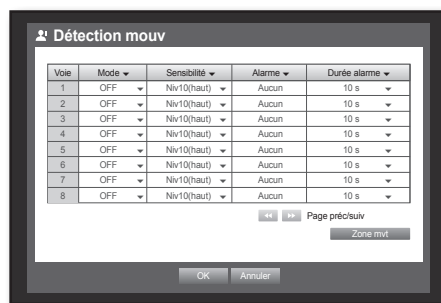 Détection mouv
Voie Mode Sensibilité Alarme Durée alarme
1 OFF Niv10(haut) Aucun 10 s
2 OFF Niv10(haut) Aucun 10 s
3 OFF Niv10(haut) Aucun 10 s
4 OFF Niv10(haut) Aucun 10 s
5 OFF Niv10(haut) Aucun 10 s
6 OFF Niv10(haut) Aucun 10 s
7 OFF Niv10(haut) Aucun 10 s
8 OFF Niv10(haut) Aucun 10 s
Page préc/suiv
Zone mvt
OK Annuler